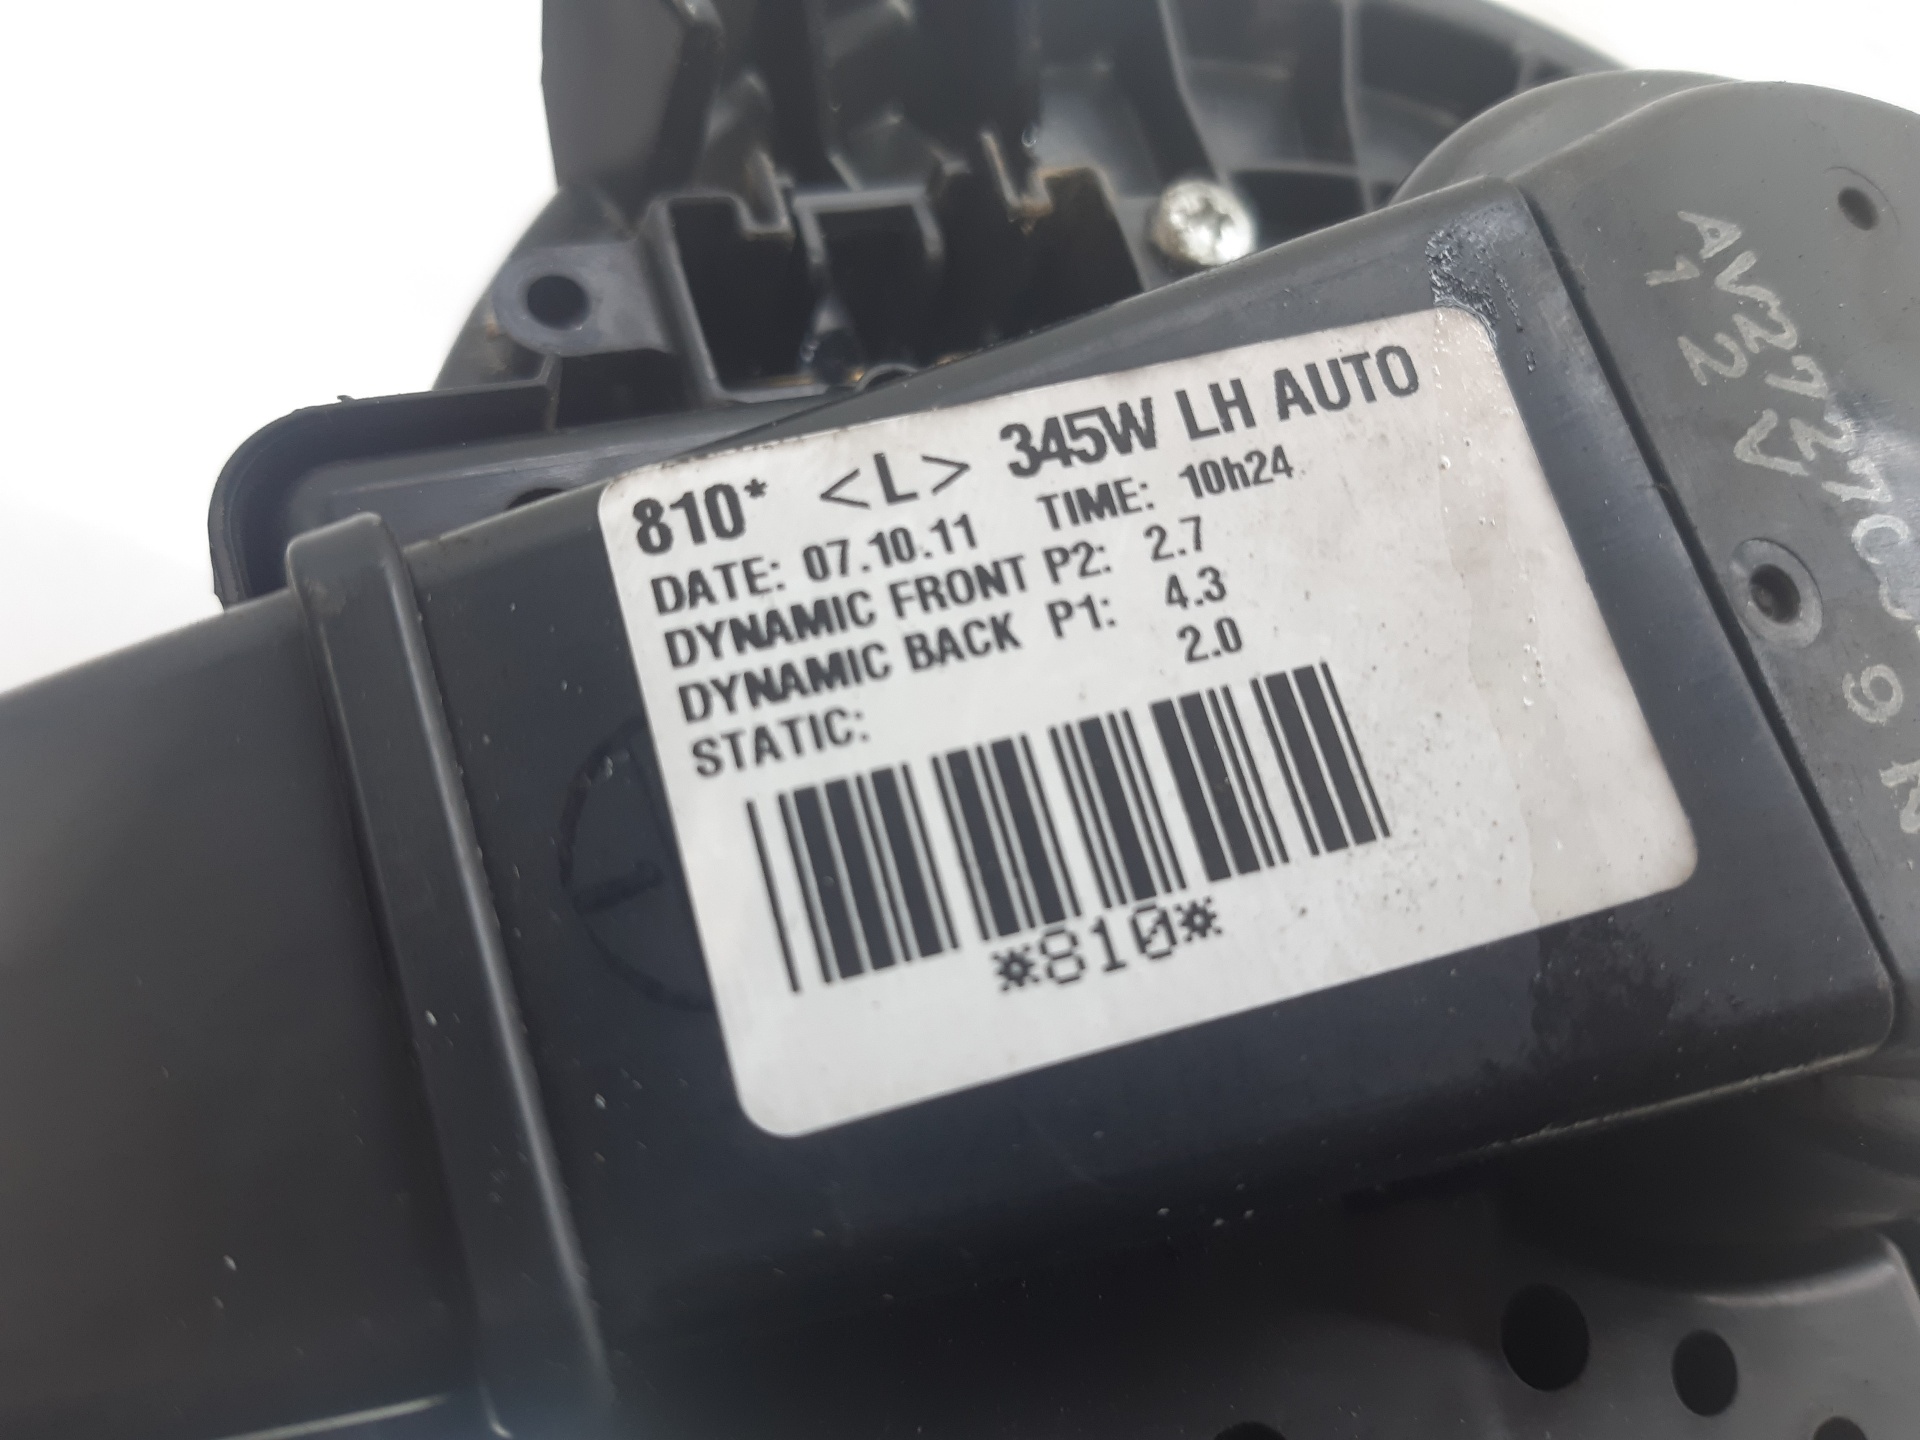 810* <L> 345W LH AUTO
DATE: 07.10.11 TIME: 10h24
DYNAMIC FRONT P2: 2.7
DYNAMIC BACK P1: 4.3
STATIC: 2.0
*810*